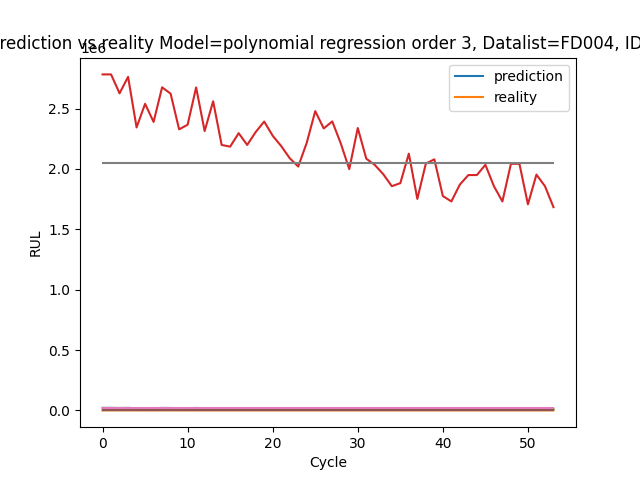 rediction vs reality Model=polynomial regression order 3, Datalist=FD004, ID
1e6
prediction
reality
2.5
2.0
1.5
1.0
0.5
0.0
RUL
0 10 20 30 40 50
Cycle